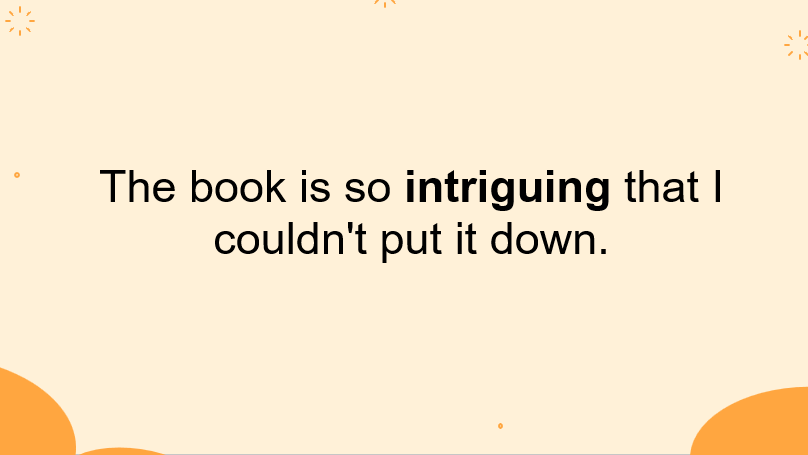 The book is so intriguing that I
couldn't put it down.